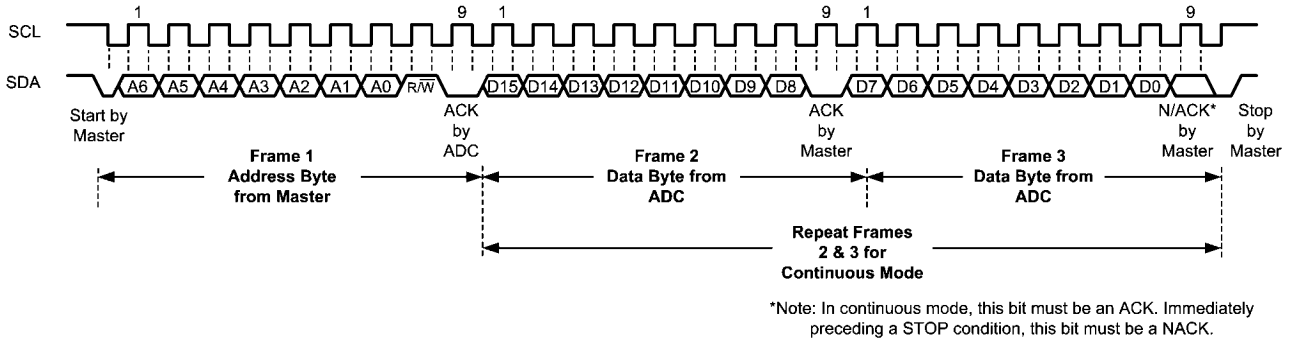 1 9 1 9 1 9
SCL
SDA A6 A5 A4 A3 A2 A1 A0 R/W D15 D14 D13 D12 D11 D10 D9 D8 D7 D6 D5 D4 D3 D2 D1 D0
Start by
Master
ACK
by
ADC
ACK
by
Master
N/ACK*
by
Master
Stop
by
Master
Frame 1
Address Byte
from Master
Frame 2
Data Byte from
ADC
Frame 3
Data Byte from
ADC
Repeat Frames
2 & 3 for
Continuous Mode
*Note: In continuous mode, this bit must be an ACK. Immediately
preceding a STOP condition, this bit must be a NACK.